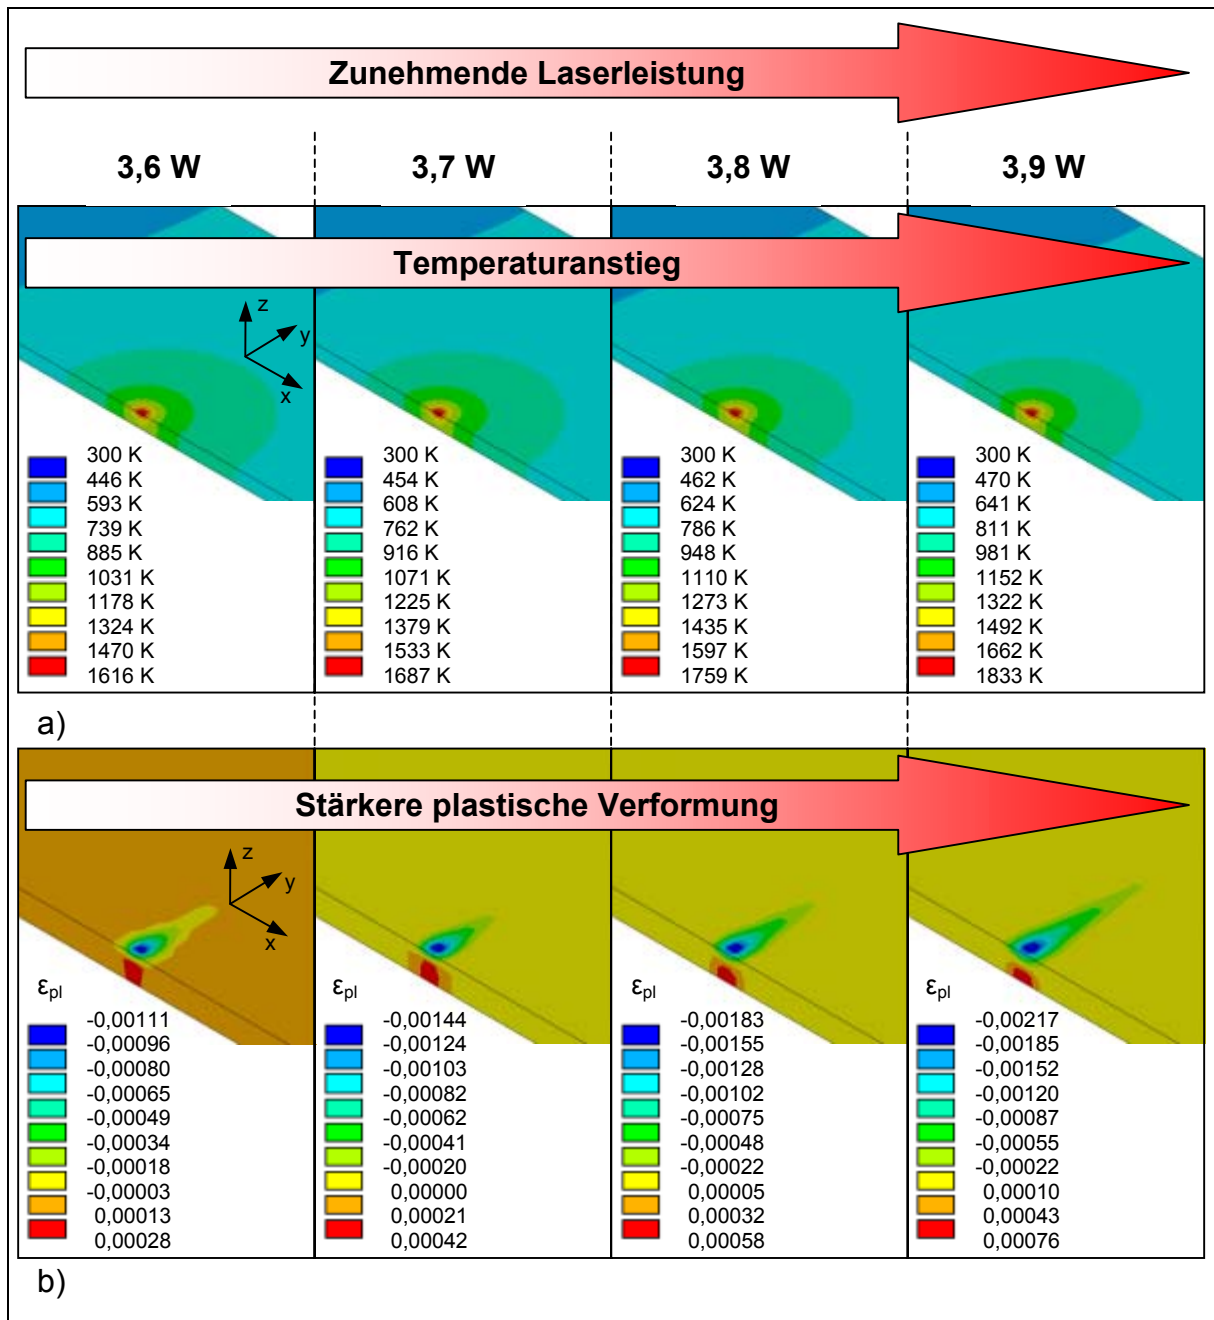 Zunehmende Laserleistung
3,6 W
3,7 W
3,8 W
3,9 W
Temperaturanstieg
z
y
x
300 K
446 K
593 K
739 K
885 K
1031 K
1178 K
1324 K
1470 K
1616 K
300 K
454 K
608 K
762 K
916 K
1071 K
1225 K
1379 K
1533 K
1687 K
300 K
462 K
624 K
786 K
948 K
1110 K
1273 K
1435 K
1597 K
1759 K
300 K
470 K
641 K
811 K
981 K
1152 K
1322 K
1492 K
1662 K
1833 K
a)
Stärkere plastische Verformung
z
y
x
εpl
-0,00111
-0,00096
-0,00080
-0,00065
-0,00049
-0,00034
-0,00018
-0,00003
0,00013
0,00028
εpl
-0,00144
-0,00124
-0,00103
-0,00082
-0,00062
-0,00041
-0,00020
0,00000
0,00021
0,00042
εpl
-0,00183
-0,00155
-0,00128
-0,00102
-0,00075
-0,00048
-0,00022
0,00005
0,00032
0,00058
εpl
-0,00217
-0,00185
-0,00152
-0,00120
-0,00087
-0,00055
-0,00022
0,00010
0,00043
0,00076
b)